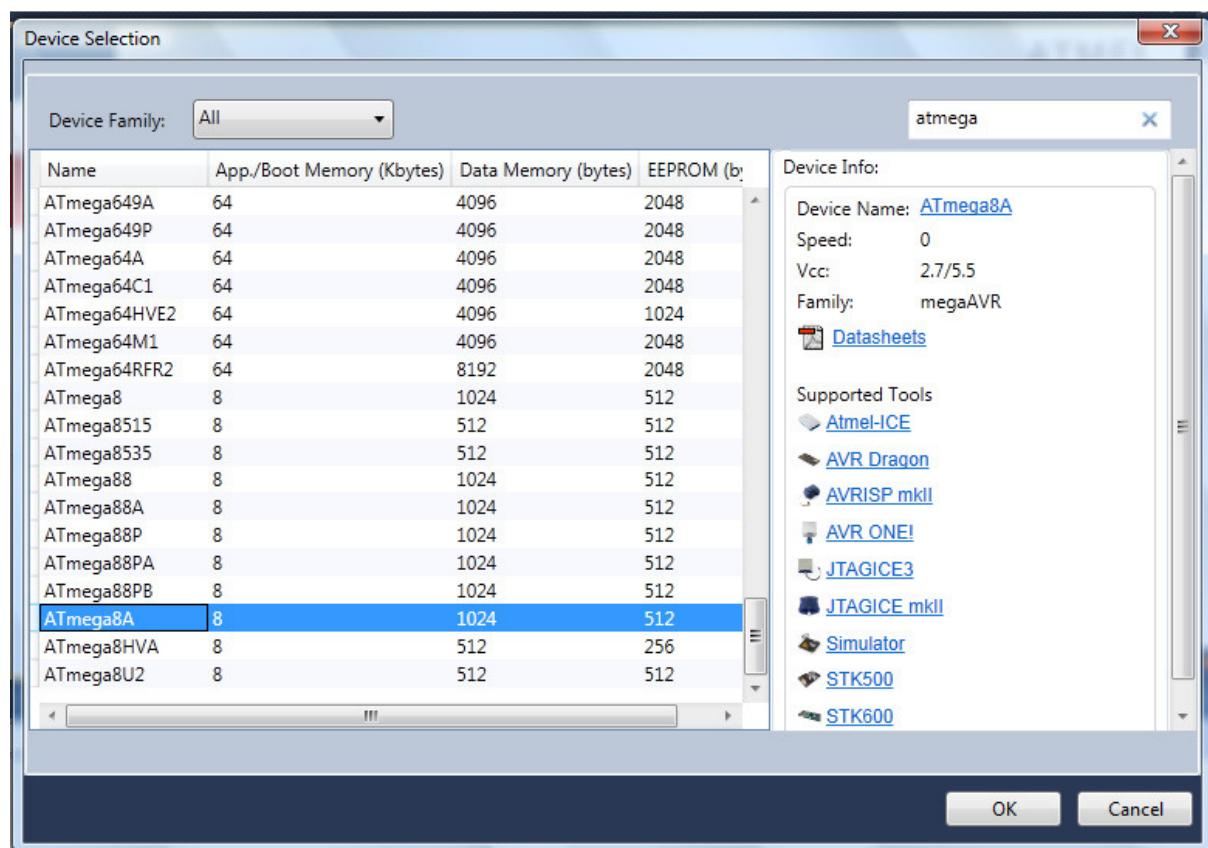 Device Selection
Device Family: All atmega
Name App./Boot Memory (Kbytes) Data Memory (bytes) EEPROM (by
ATmega649A 64 4096 2048
ATmega649P 64 4096 2048
ATmega64A 64 4096 2048
ATmega64C1 64 4096 2048
ATmega64HVE2 64 4096 1024
ATmega64M1 64 4096 2048
ATmega64RFR2 64 8192 2048
ATmega8 8 1024 512
ATmega8515 8 512 512
ATmega8535 8 512 512
ATmega88 8 1024 512
ATmega88A 8 1024 512
ATmega88P 8 1024 512
ATmega88PA 8 1024 512
ATmega88PB 8 1024 512
ATmega8A 8 1024 512
ATmega8HVA 8 512 256
ATmega8U2 8 512 512
Device Info:
Device Name: ATmega8A
Speed: 0
Vcc: 2.7/5.5
Family: megaAVR
Datasheets
Supported Tools
Atmel-ICE
AVR Dragon
AVRISP mkII
AVR ONE!
JTAGICE3
JTAGICE mkII
Simulator
STK500
STK600
OK Cancel